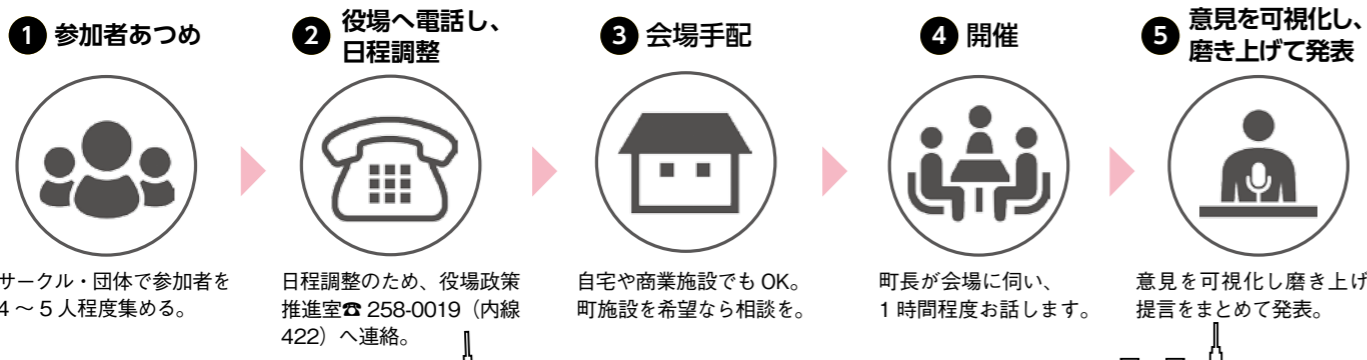 ❶ 参加者あつめ
❷ 役場へ電話し、
日程調整
❸ 会場手配
❹ 開催
❺ 意見を可視化し、
磨き上げて発表
サークル・団体で参加者を
4～5人程度集める。
日程調整のため、役場政策
推進室☎ 258-0019（内線
422）へ連絡。
自宅や商業施設でも OK。
町施設を希望なら相談を。
町長が会場に伺い、
1 時間程度お話します。
意見を可視化し磨き上げ
提言をまとめて発表。